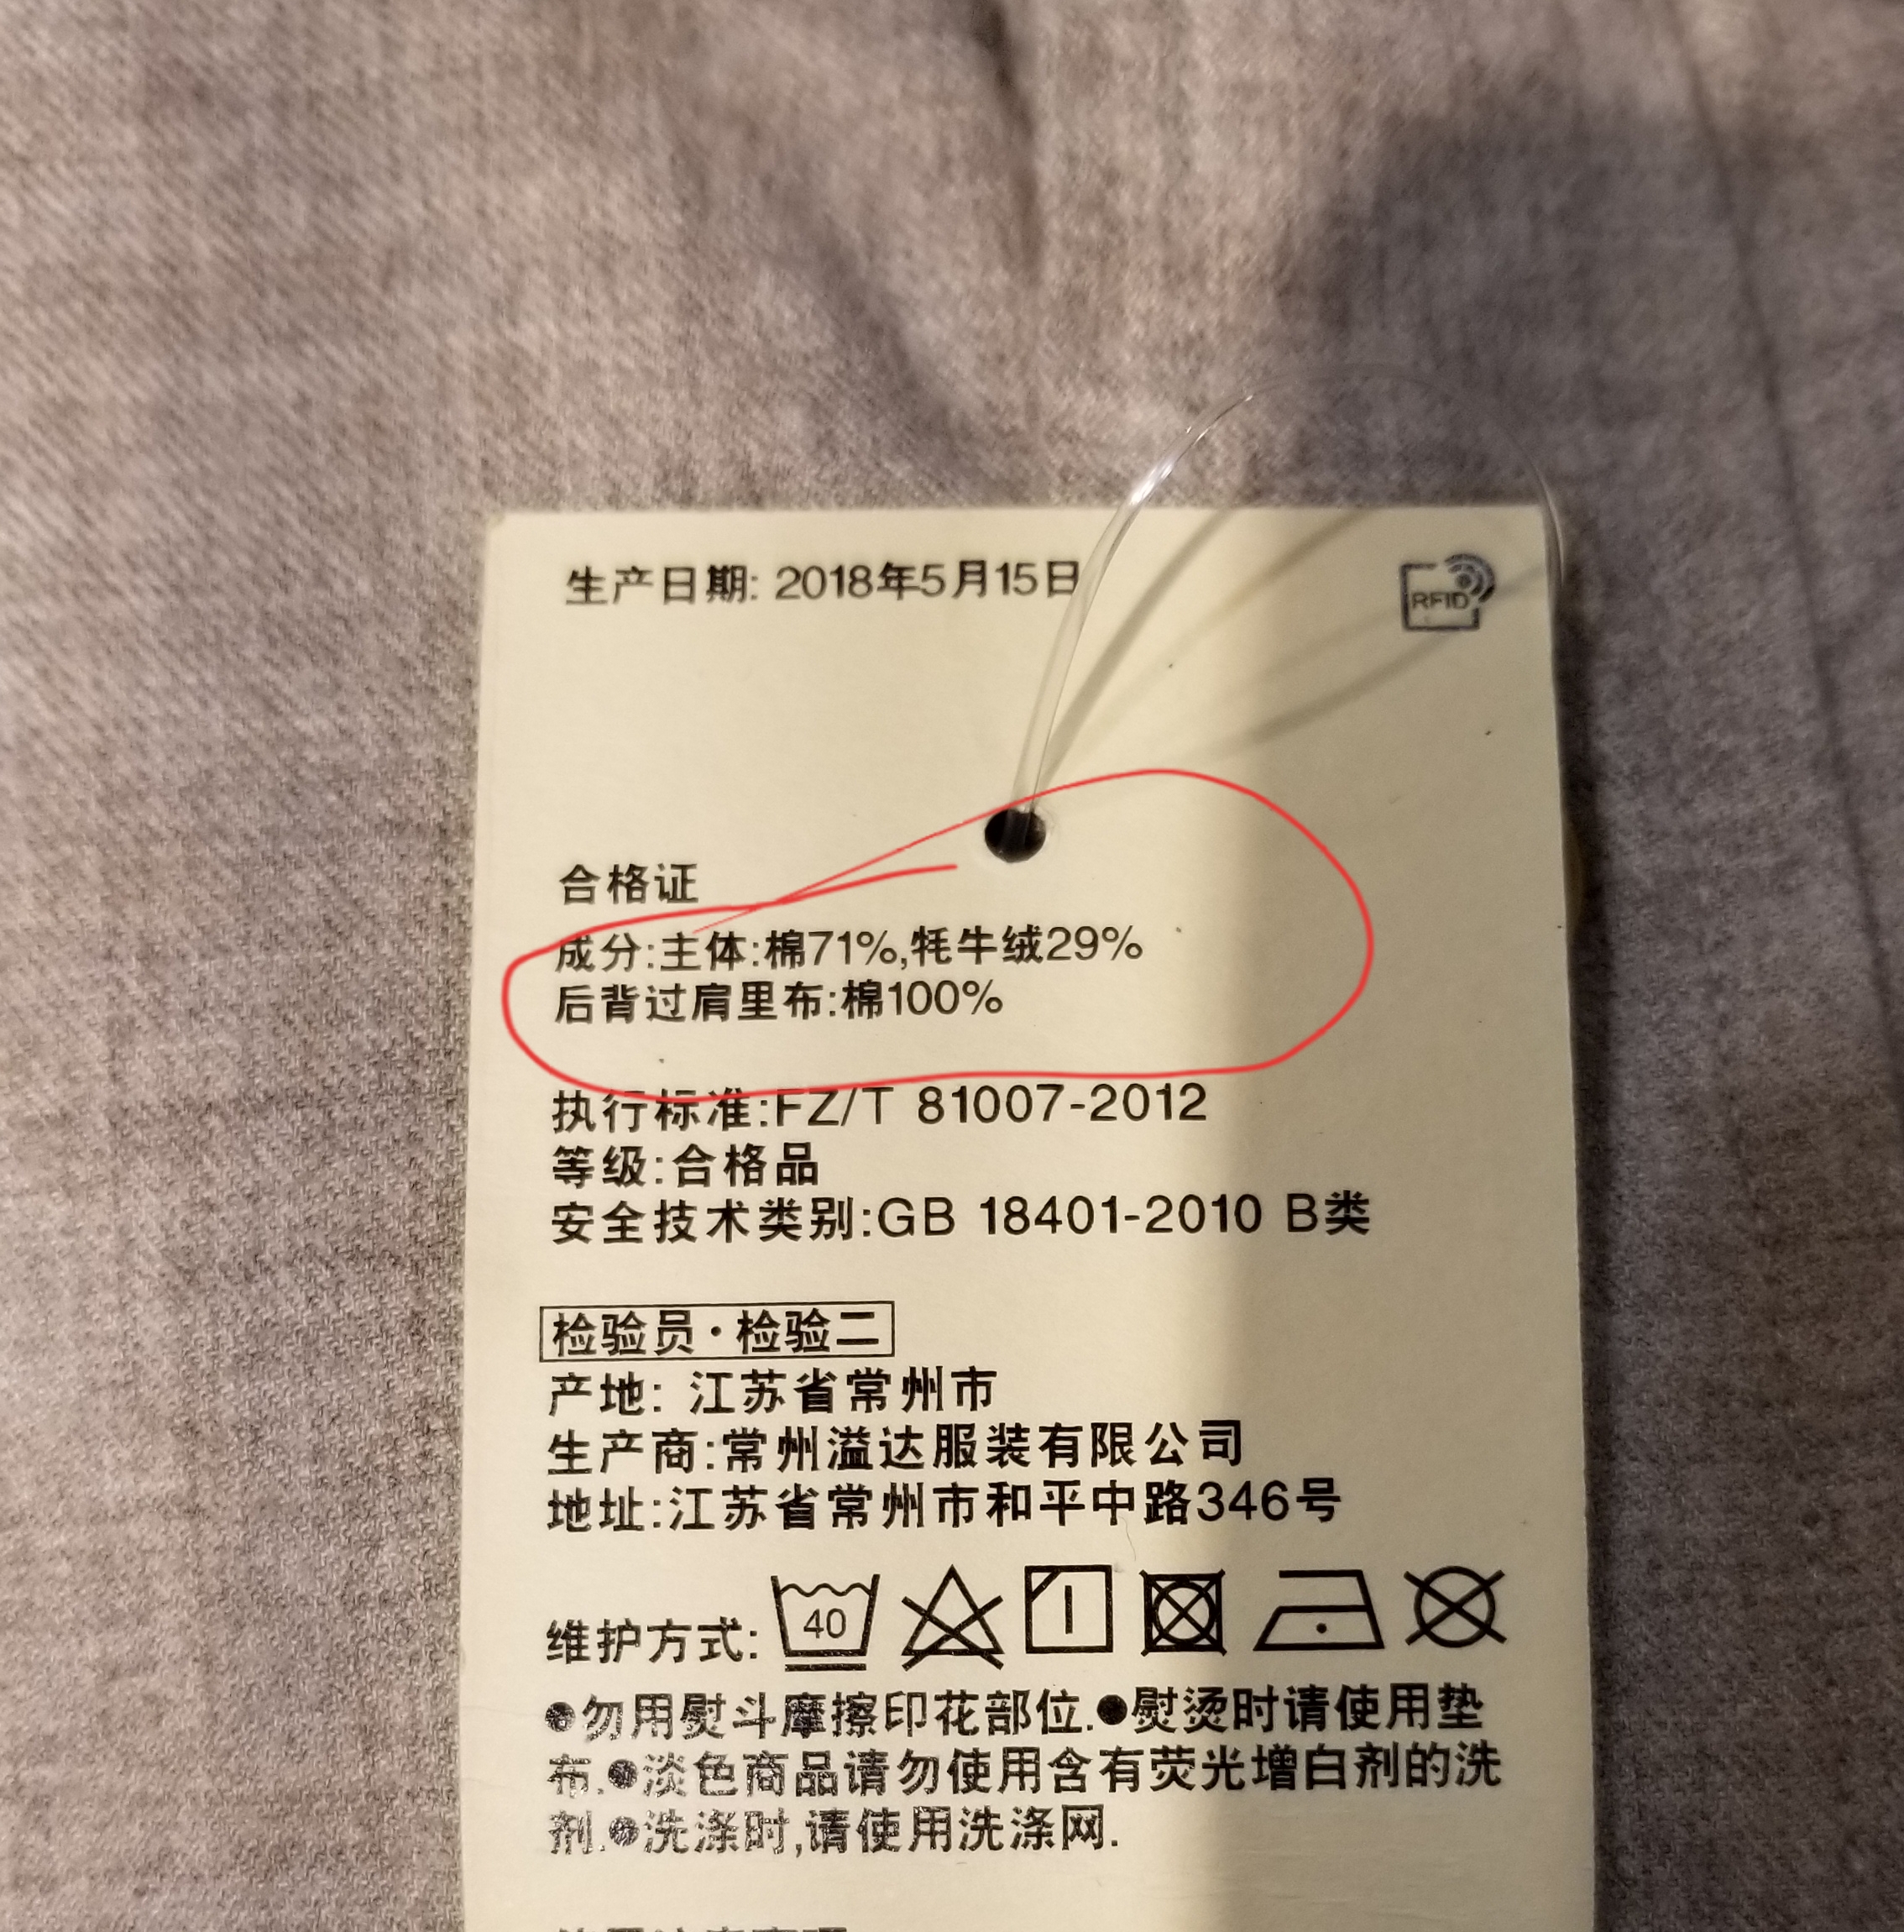 生产日期: 2018年5月15日
RFID
合格证
成分:主体:棉71%,牦牛绒29%
后背过肩里布:棉100%
执行标准:FZ/T 81007-2012
等级:合格品
安全技术类别:GB 18401-2010 B类
检验员·检验二
产地: 江苏省常州市
生产商:常州溢达服装有限公司
地址:江苏省常州市和平中路346号
维护方式: 40
●勿用熨斗摩擦印花部位.●熨烫时请使用垫
布.●淡色商品请勿使用含有荧光增白剂的洗
剂.●洗涤时,请使用洗涤网.